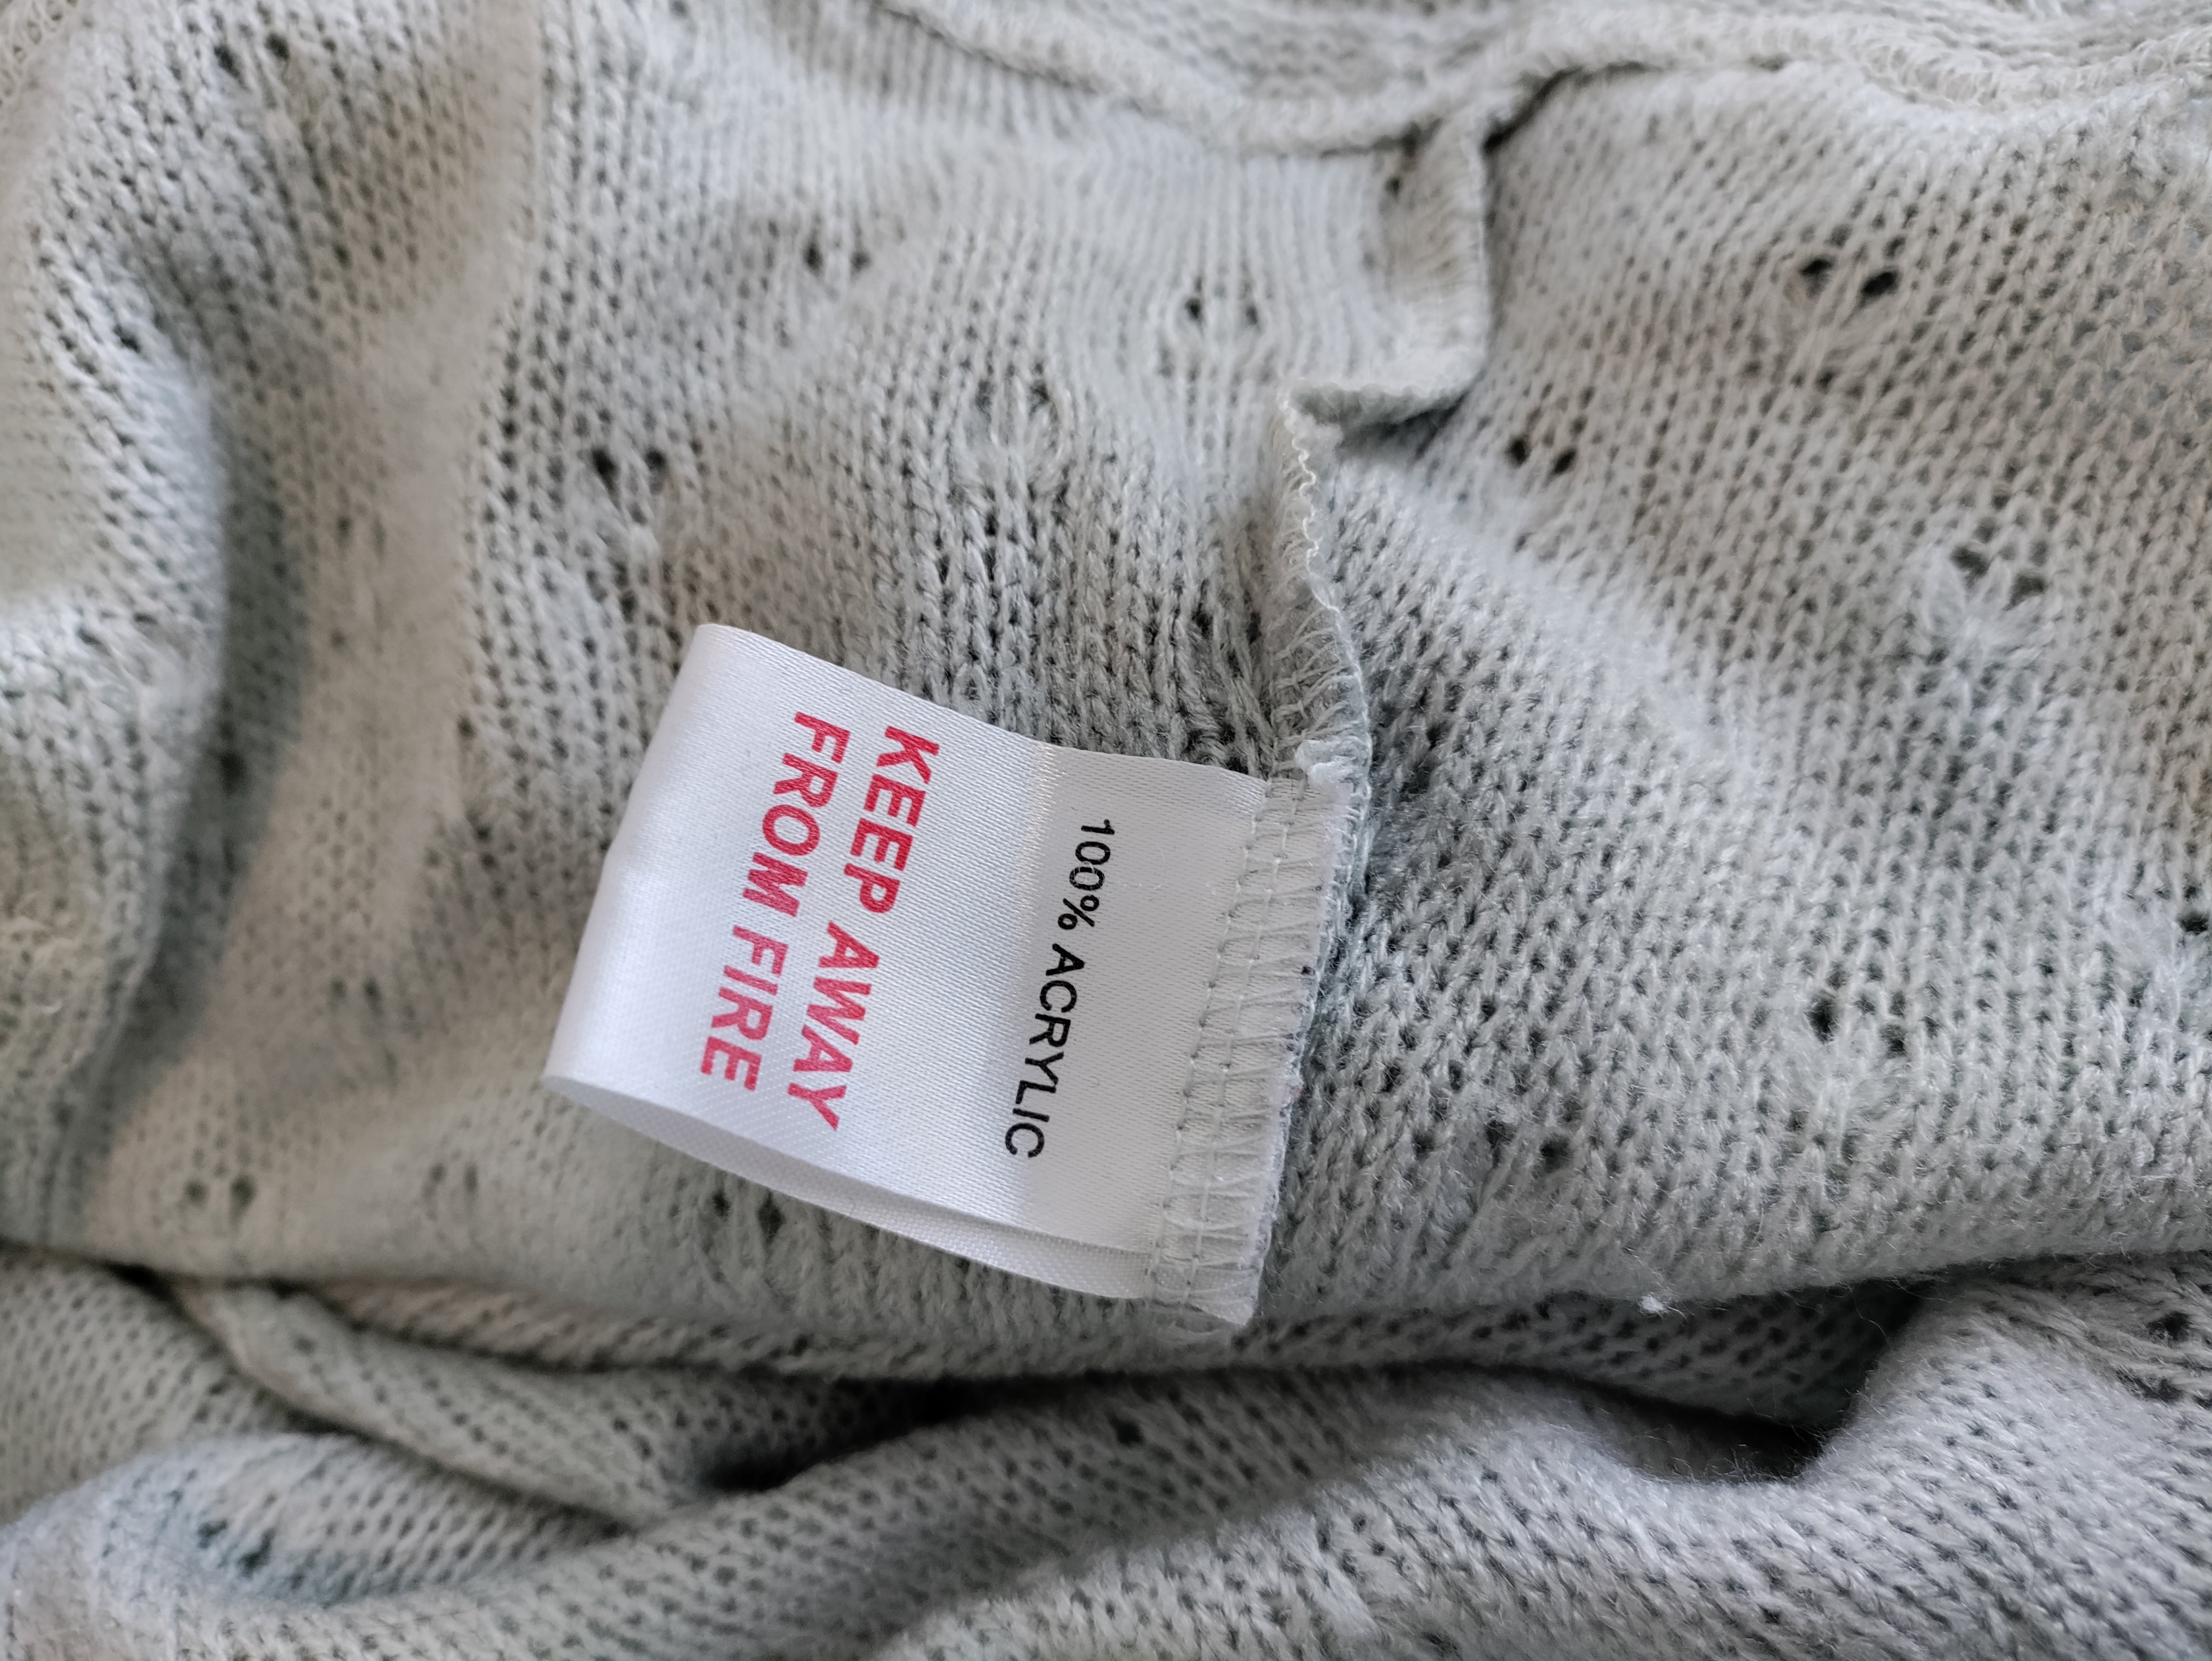 100% ACRYLIC
KEEP AWAY
FROM FIRE